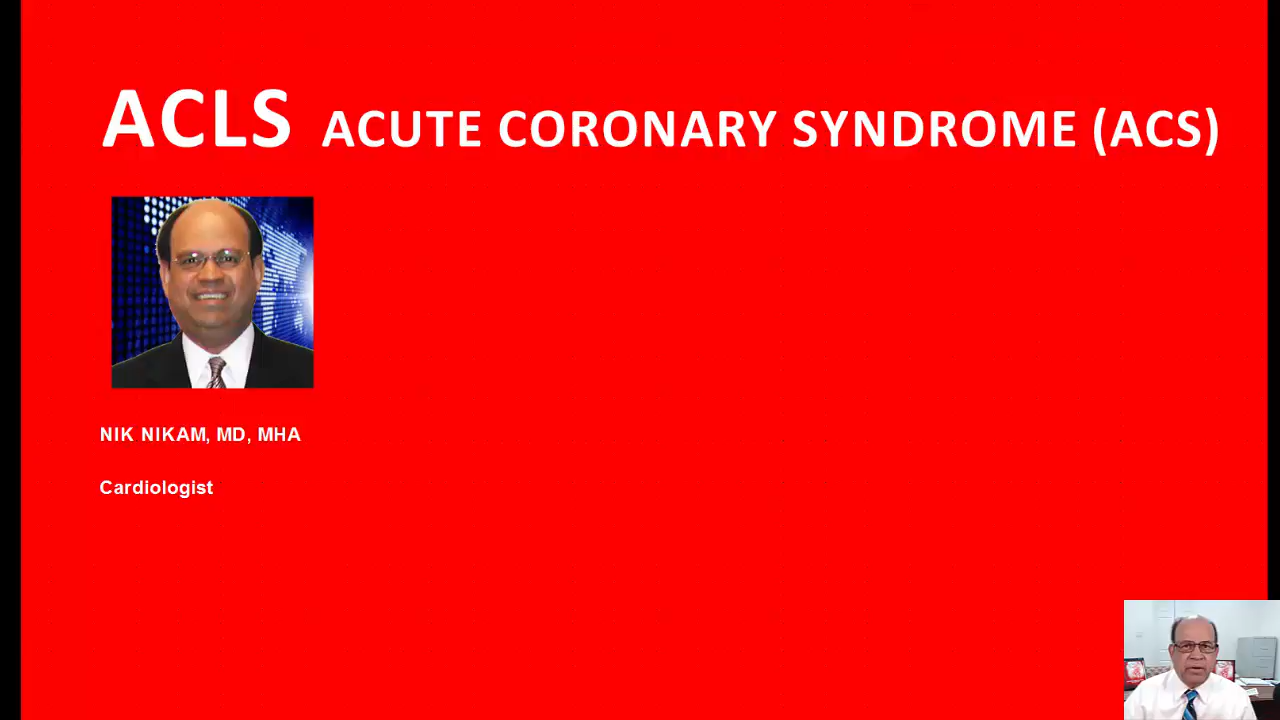 ACLS ACUTE CORONARY SYNDROME (ACS)
NIK NIKAM, MD, MHA
Cardiologist